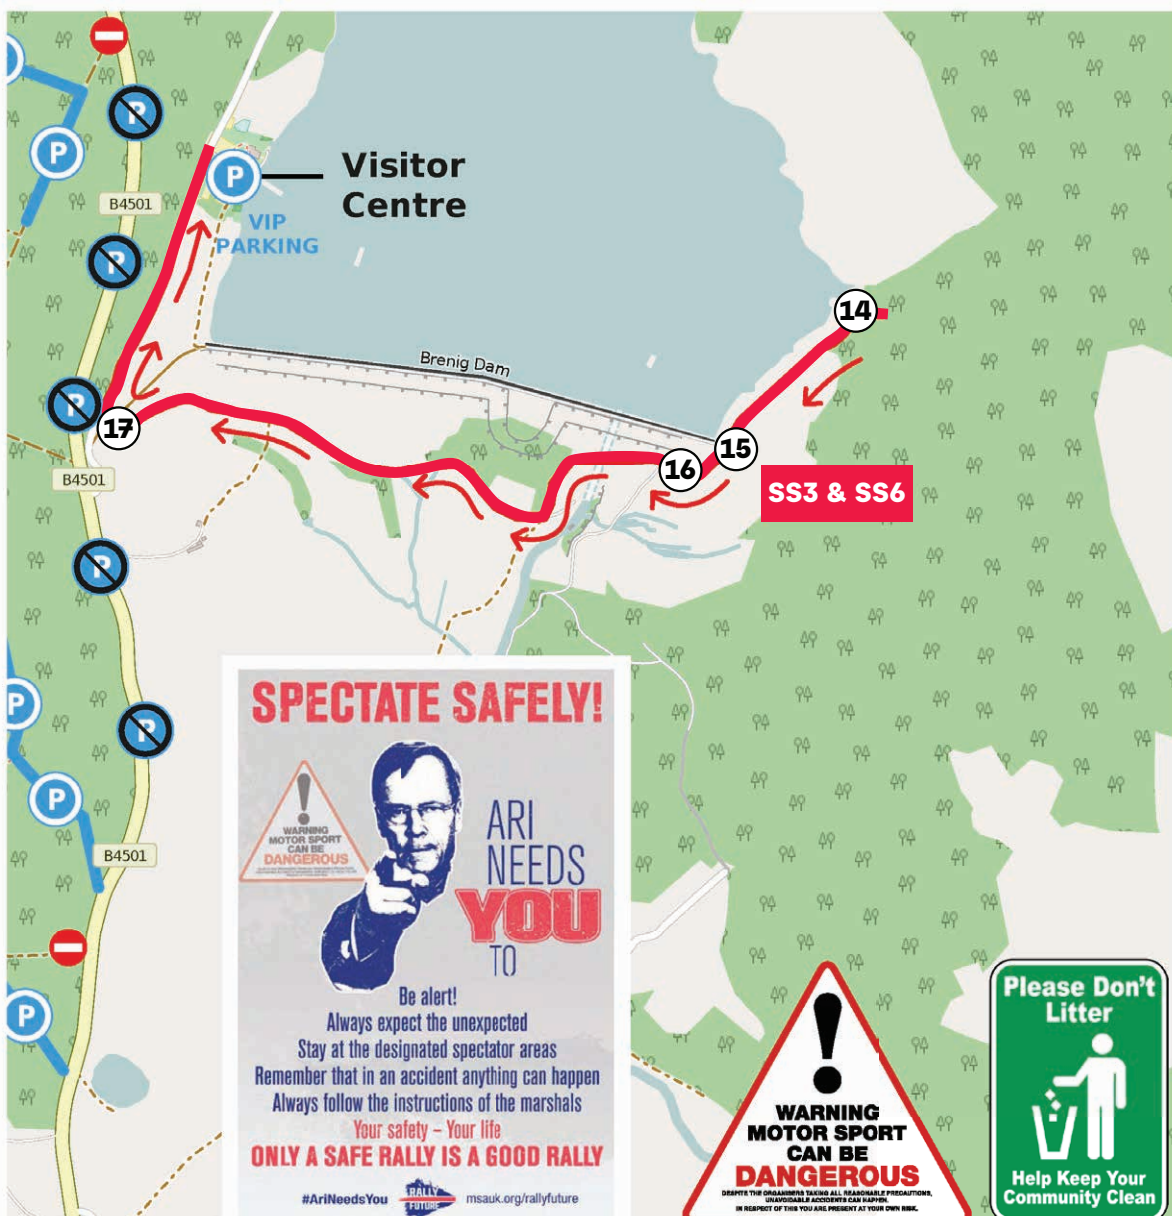 P
P
P
B4501
P
Visitor
Centre
VIP
PARKING
P
14
Brenig Dam
P
17
15
16
B4501
SS3 & SS6
P
P
P
P
B4501
P
SPECTATE SAFELY!
WARNING
MOTOR SPORT
CAN BE
DANGEROUS
ARI
NEEDS
YOU
TO
Be alert!
Always expect the unexpected
Stay at the designated spectator areas
Remember that in an accident anything can happen
Always follow the instructions of the marshals
Your safety – Your life
ONLY A SAFE RALLY IS A GOOD RALLY
#AriNeedsYou
RALLY
FUTURE
msauk.org/rallyfuture
WARNING
MOTOR SPORT
CAN BE
DANGEROUS
DESPITE THE ORGANISERS TAKING ALL REASONABLE PRECAUTIONS,
UNAVOIDABLE ACCIDENTS CAN HAPPEN.
IN RESPECT OF THIS YOU ARE PRESENT AT YOUR OWN RISK.
Please Don't
Litter
Help Keep Your
Community Clean